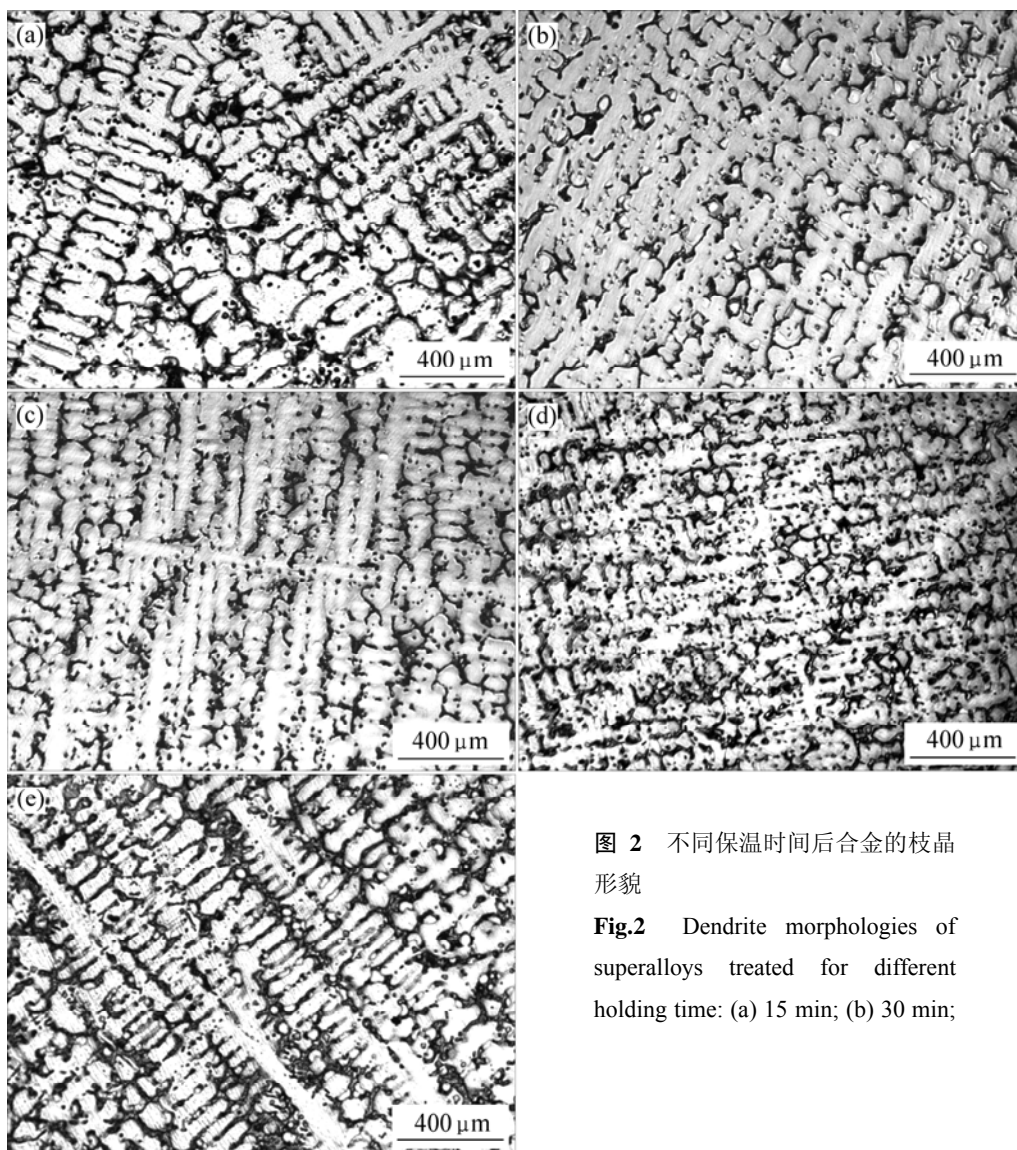 (a)
400 μm
(b)
400 μm
(c)
400 μm
(d)
400 μm
(e)
400 μm
图 2 不同保温时间后合金的枝晶
形貌
Fig.2 Dendrite morphologies of
superalloys treated for different
holding time: (a) 15 min; (b) 30 min;